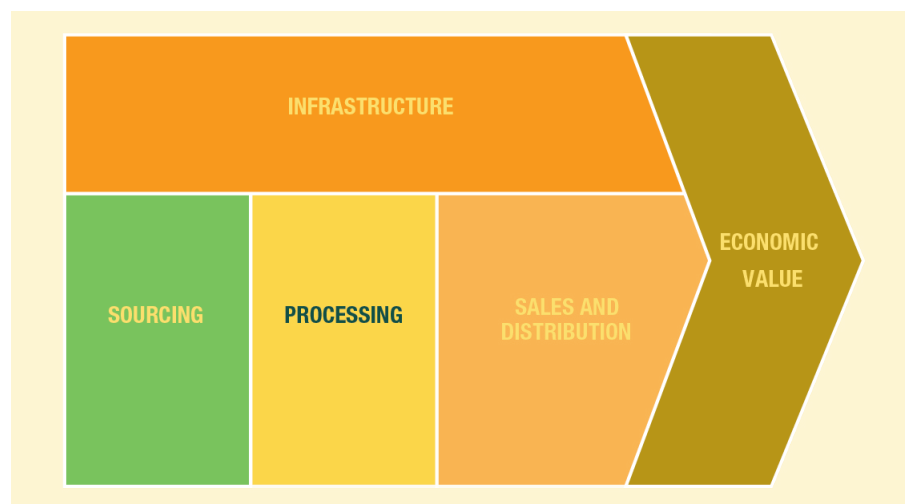 INFRASTRUCTURE
SOURCING
PROCESSING
SALES AND
DISTRIBUTION
ECONOMIC
VALUE